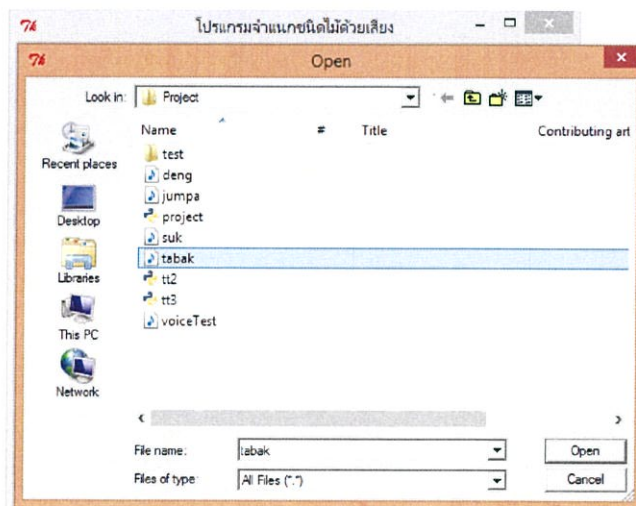 โปรแกรมจำแนกชนิดไม้ด้วยเสียง
Open
Look in: Project
Name # Title Contributing art
Recent places
Desktop
Libraries
This PC
Network
test
deng
jumpa
project
suk
tabak
tt2
tt3
voiceTest
File name: tabak Open
Files of type: All Files (*.*) Cancel